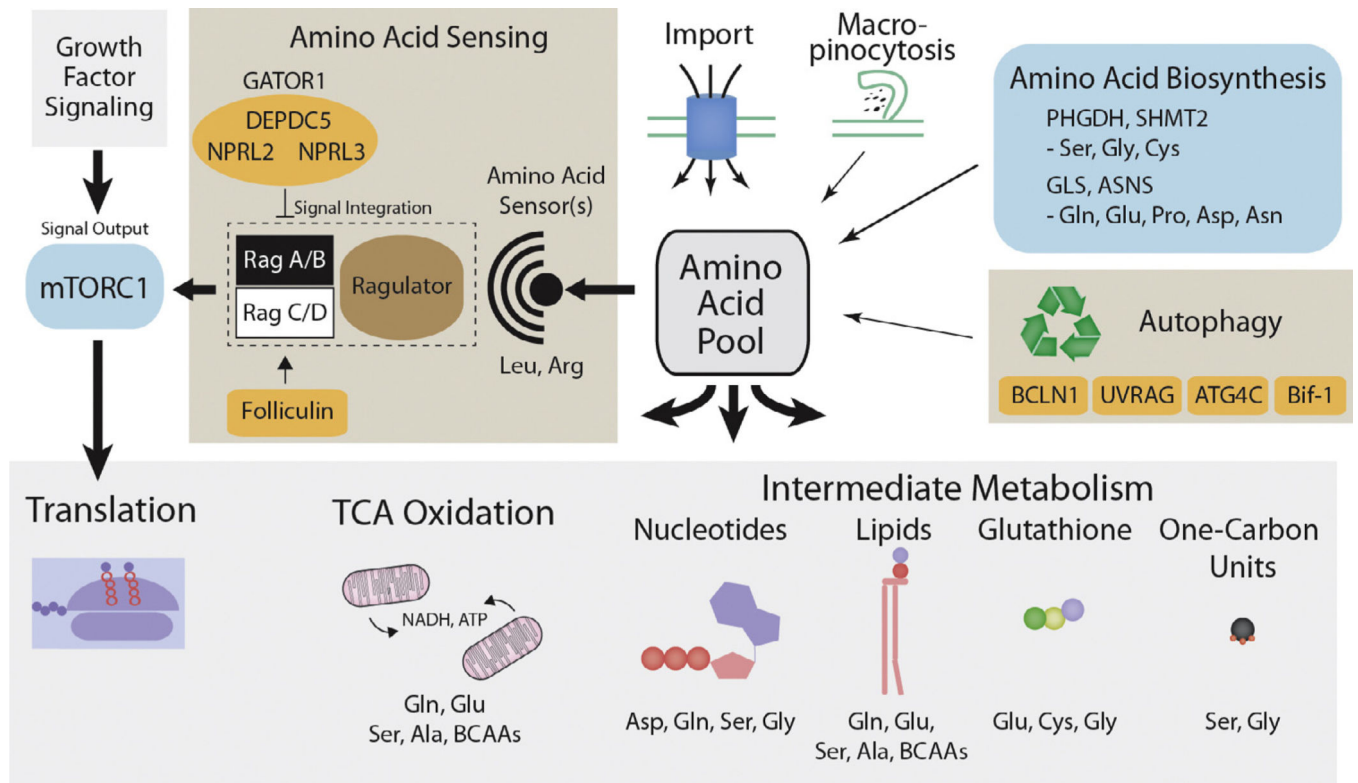 Growth
Factor
Signaling
Signal Output
mTORC1
Amino Acid Sensing
GATOR1
DEPDC5
NPRL2 NPRL3
Signal Integration
Rag A/B
Rag C/D
Ragulator
Folliculin
Amino Acid
Sensor(s)
Leu, Arg
Import
Macro-
pinocytosis
Amino
Acid
Pool
Amino Acid Biosynthesis
PHGDH, SHMT2
- Ser, Gly, Cys
GLS, ASNS
- Gln, Glu, Pro, Asp, Asn
Autophagy
BCLN1 UVRAG ATG4C Bif-1
Translation
TCA Oxidation
NADH, ATP
Gln, Glu
Ser, Ala, BCAAs
Intermediate Metabolism
Nucleotides
Asp, Gln, Ser, Gly
Lipids
Gln, Glu,
Ser, Ala, BCAAs
Glutathione
Glu, Cys, Gly
One-Carbon
Units
Ser, Gly